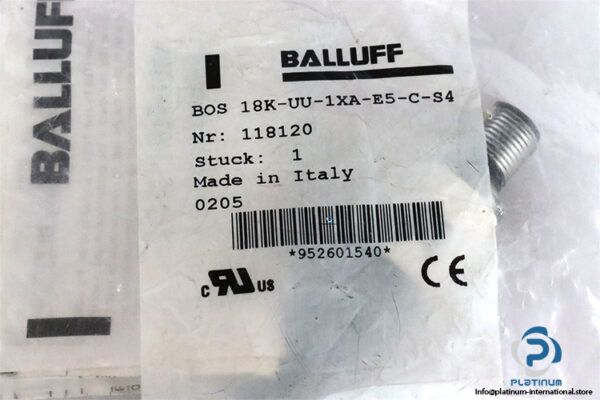 BALLUFF
BALLUFF
BOS 18K-UU-1XA-E5-C-S4
Nr: 118120
Stuck: 1
Made in Italy
0205
*952601540*
c RU US
CE
PLATINUM
Info@platinum-international.store